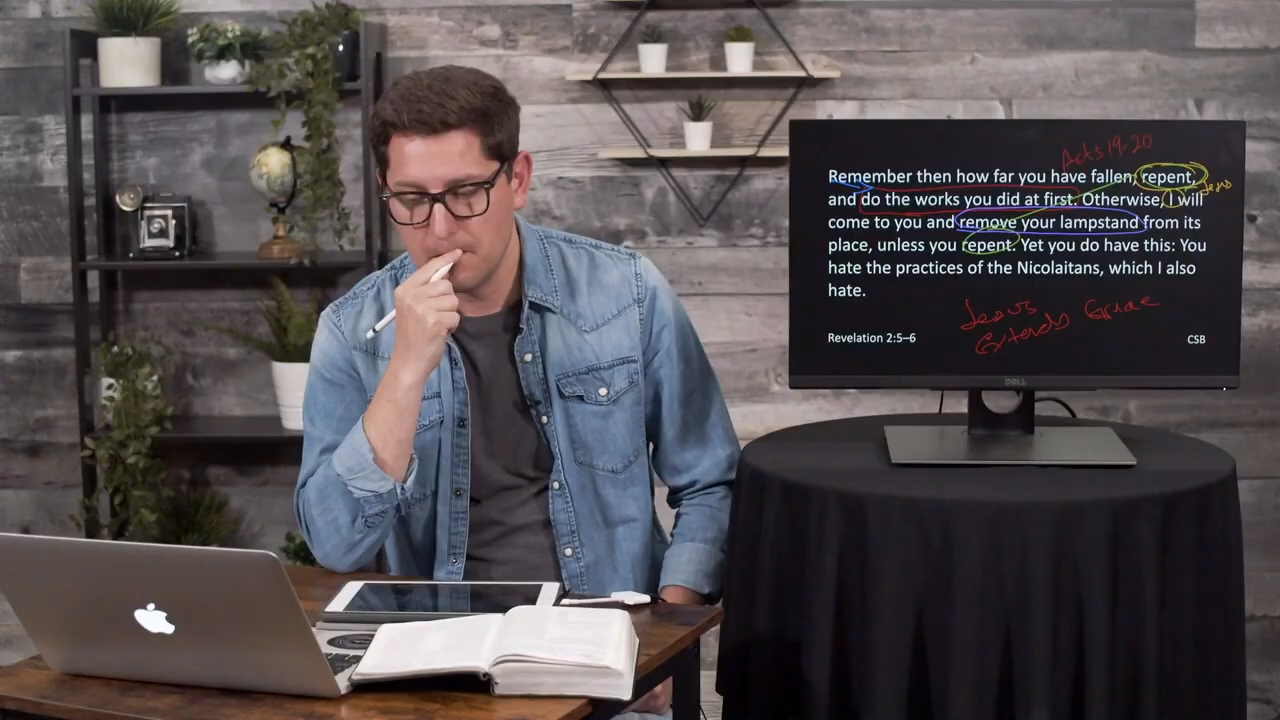 Acts 19-20
Remember then how far you have fallen; repent,
and do the works you did at first. Otherwise, I will
Jesus
come to you and remove your lampstand from its
place, unless you repent. Yet you do have this: You
hate the practices of the Nicolaitans, which I also
hate.
Jesus
Extends Grace
Revelation 2:5–6
CSB
DELL